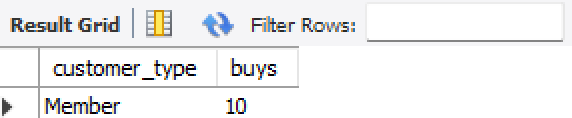 Result Grid Filter Rows:
customer_type buys
Member 10